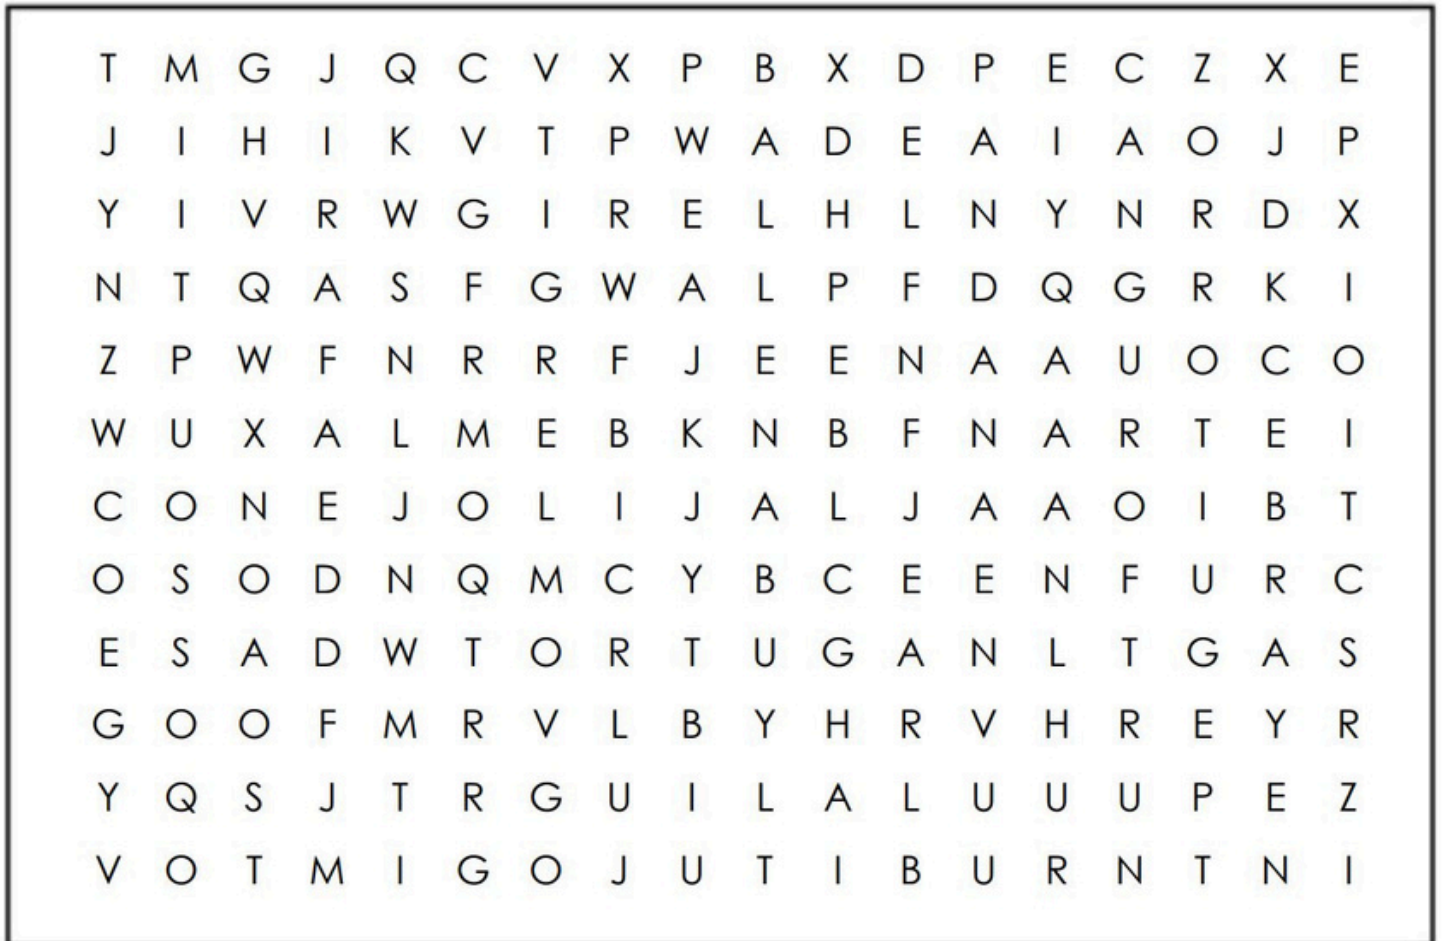 T M G J Q C V X P B X D P E C Z X E
J I H I K V T P W A D E A I A O J P
Y I V R W G I R E L H L N Y N R D X
N T Q A S F G W A L P F D Q G R K I
Z P W F N R R F J E E N A A U O C O
W U X A L M E B K N B F N A R T E I
C O N E J O L I J A L J A A O I B T
O S O D N Q M C Y B C E E N F U R C
E S A D W T O R T U G A N L T G A S
G O O F M R V L B Y H R V H R E Y R
Y Q S J T R G U I L A L U U U P E Z
V O T M I G O J U T I B U R N T N I